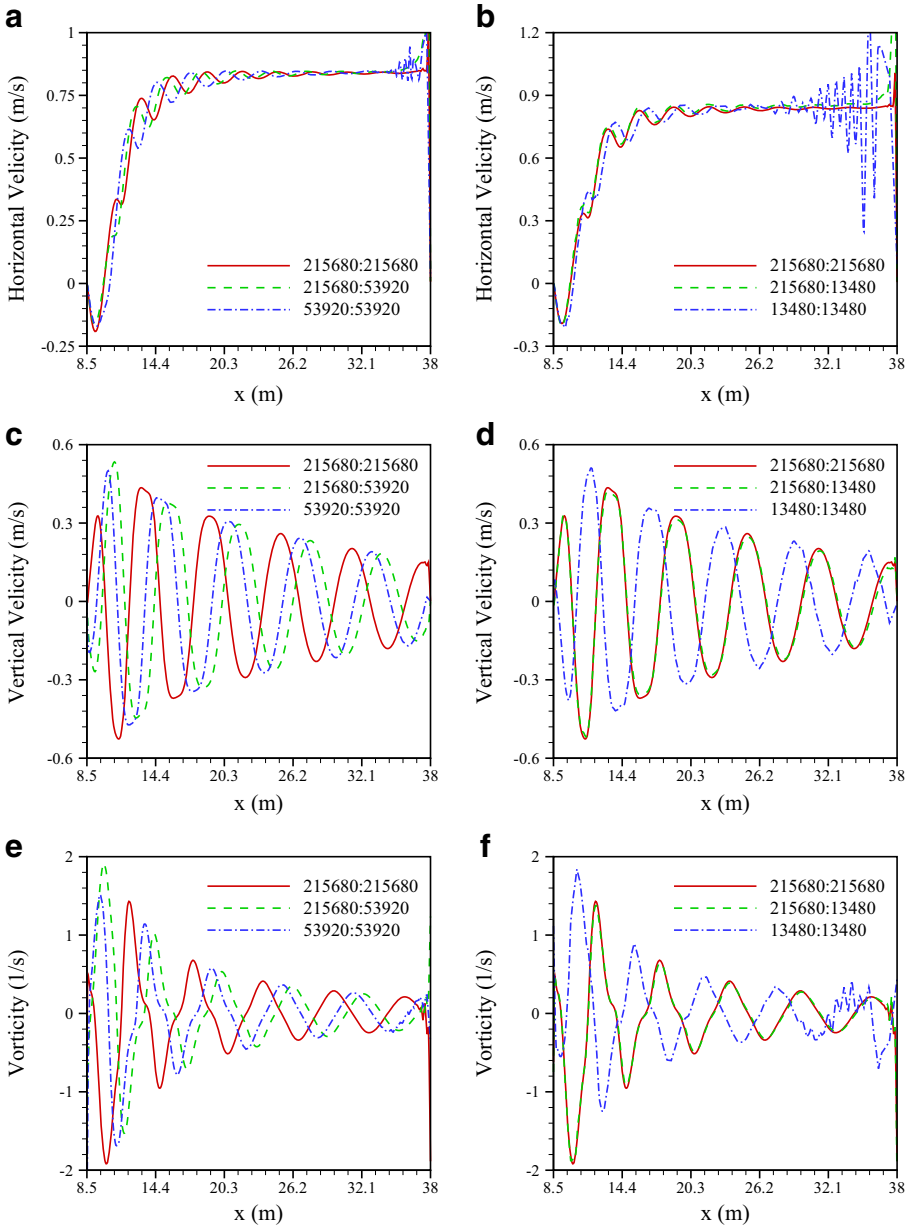 a
1
0.75
0.5
0.25
0
-0.25
Horizontal Velicity (m/s)
215680:215680
215680:53920
53920:53920
8.5 14.4 20.3 26.2 32.1 38
x (m)
b
1.2
0.9
0.6
0.3
0
-0.3
Horizontal Velicity (m/s)
215680:215680
215680:13480
13480:13480
8.5 14.4 20.3 26.2 32.1 38
x (m)
c
0.6
0.3
0
-0.3
-0.6
Vertical Velicity (m/s)
215680:215680
215680:53920
53920:53920
8.5 14.4 20.3 26.2 32.1 38
x (m)
d
0.6
0.3
0
-0.3
-0.6
Vertical Velicity (m/s)
215680:215680
215680:13480
13480:13480
8.5 14.4 20.3 26.2 32.1 38
x (m)
e
2
1
0
-1
-2
Vorticity (1/s)
215680:215680
215680:53920
53920:53920
8.5 14.4 20.3 26.2 32.1 38
x (m)
f
2
1
0
-1
-2
Vorticity (1/s)
215680:215680
215680:13480
13480:13480
8.5 14.4 20.3 26.2 32.1 38
x (m)